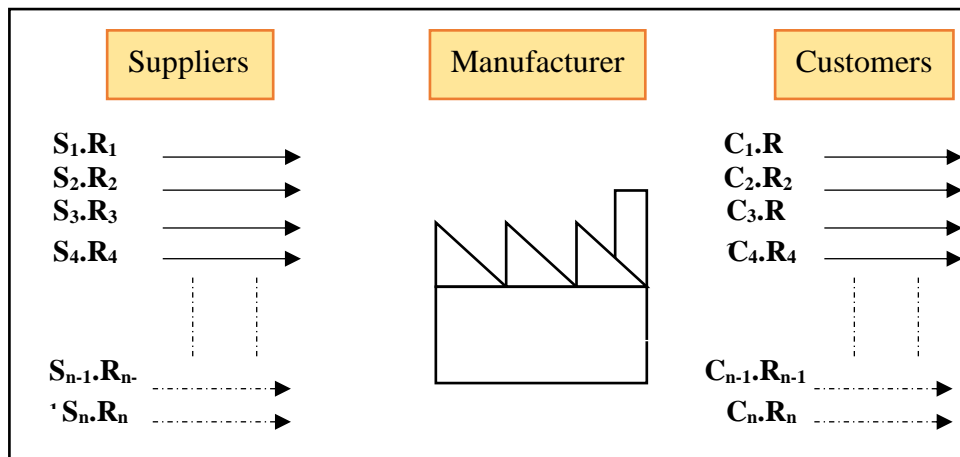 Suppliers
Manufacturer
Customers
S₁.R₁
S₂.R₂
S₃.R₃
S₄.R₄
Sₙ₋₁.Rₙ₋
Sₙ.Rₙ
C₁.R
C₂.R₂
C₃.R
C₄.R₄
Cₙ₋₁.Rₙ₋₁
Cₙ.Rₙ